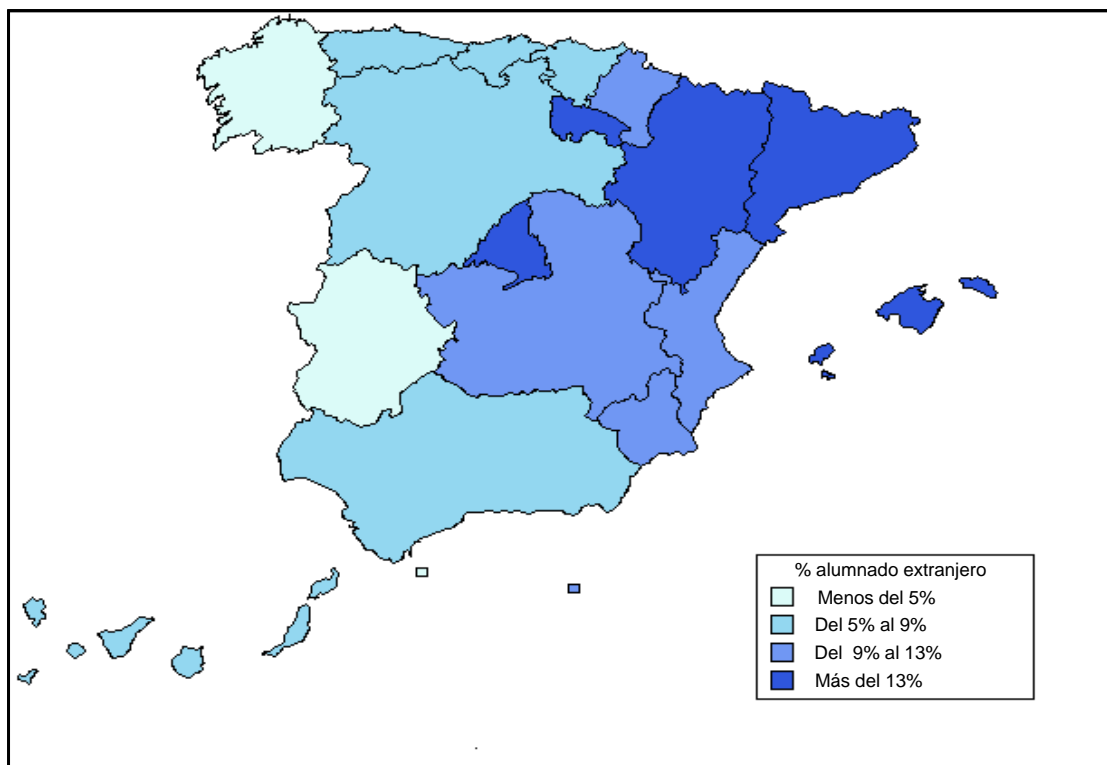 % alumnado extranjero
Menos del 5%
Del 5% al 9%
Del 9% al 13%
Más del 13%